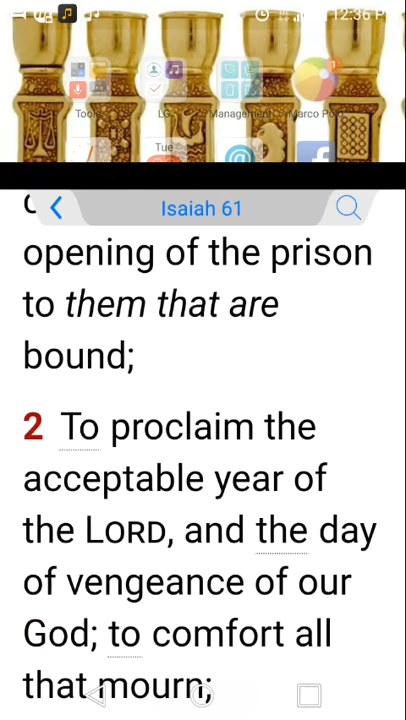 12:36 PM
1
Tools
LG
Management
Marco Polo
Tue
Isaiah 61
opening of the prison
to them that are
bound;
2 To proclaim the
acceptable year of
the LORD, and the day
of vengeance of our
God; to comfort all
that mourn;